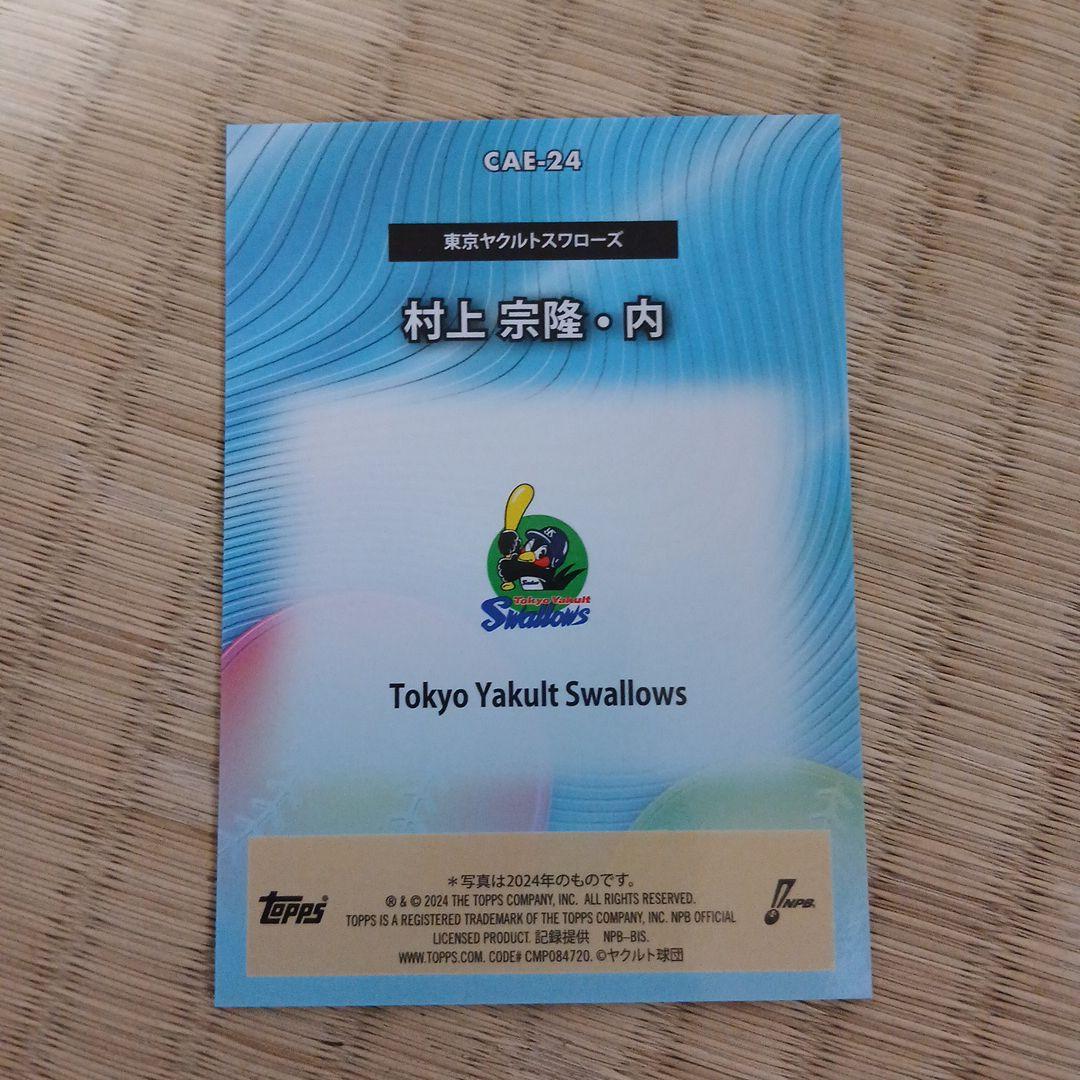 CAE-24
東京ヤクルトスワローズ
村上 宗隆・内
Tokyo Yakult
Swallows
Tokyo Yakult Swallows
＊写真は2024年のものです。
® & © 2024 THE TOPPS COMPANY, INC. ALL RIGHTS RESERVED.
TOPPS IS A REGISTERED TRADEMARK OF THE TOPPS COMPANY, INC. NPB OFFICIAL
LICENSED PRODUCT. 記録提供 NPB-BIS.
WWW.TOPPS.COM. CODE# CMP084720. ©ヤクルト球団
topps®
NPB.